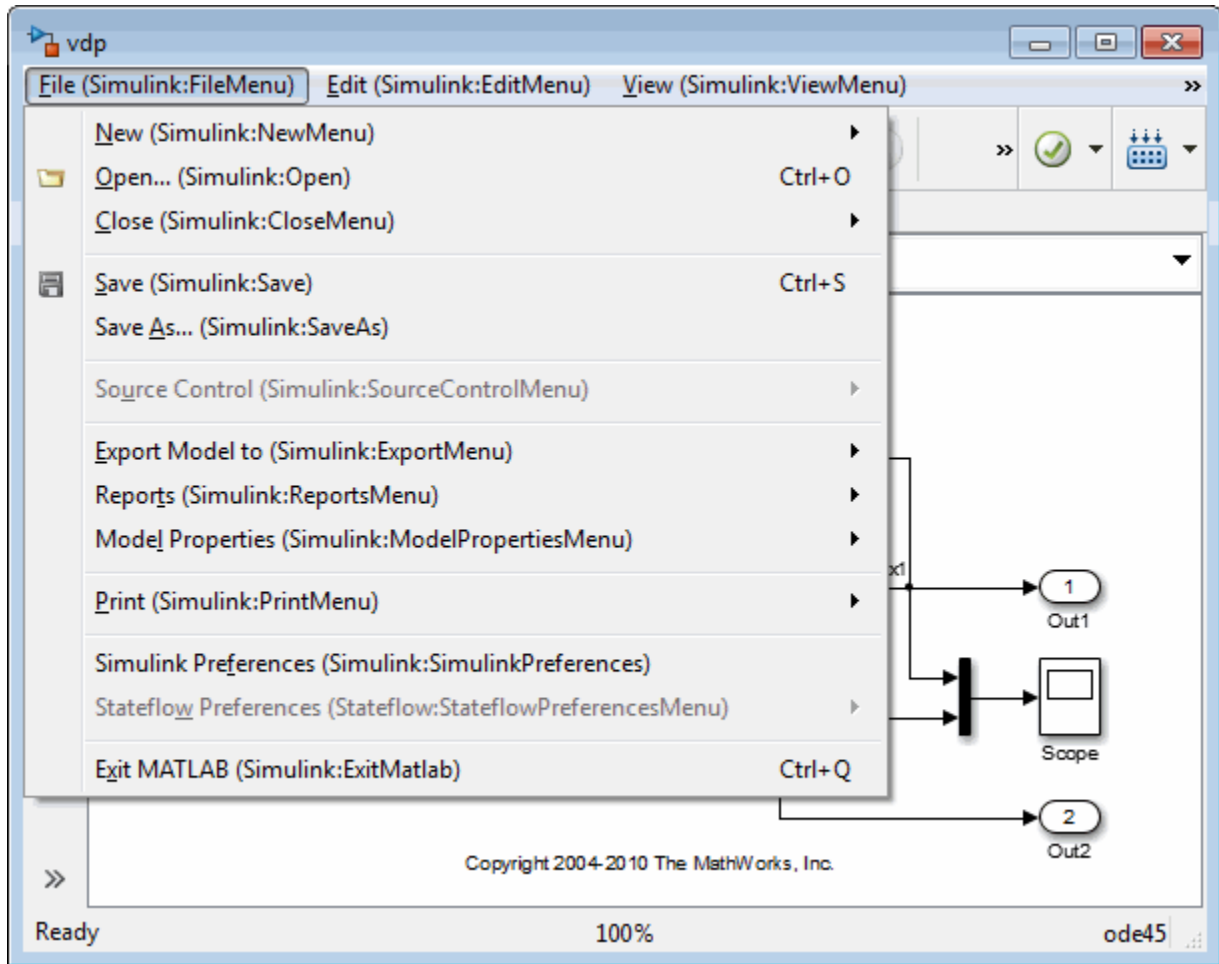 vdp
File (Simulink:FileMenu) Edit (Simulink:EditMenu) View (Simulink:ViewMenu) »
New (Simulink:NewMenu)
Open... (Simulink:Open) Ctrl+O
Close (Simulink:CloseMenu)
Save (Simulink:Save) Ctrl+S
Save As... (Simulink:SaveAs)
Source Control (Simulink:SourceControlMenu)
Export Model to (Simulink:ExportMenu)
Reports (Simulink:ReportsMenu)
Model Properties (Simulink:ModelPropertiesMenu)
Print (Simulink:PrintMenu)
Simulink Preferences (Simulink:SimulinkPreferences)
Stateflow Preferences (Stateflow:StateflowPreferencesMenu)
Exit MATLAB (Simulink:ExitMatlab) Ctrl+Q
x1
1
Out1
Scope
2
Out2
Copyright 2004-2010 The MathWorks, Inc.
Ready 100% ode45